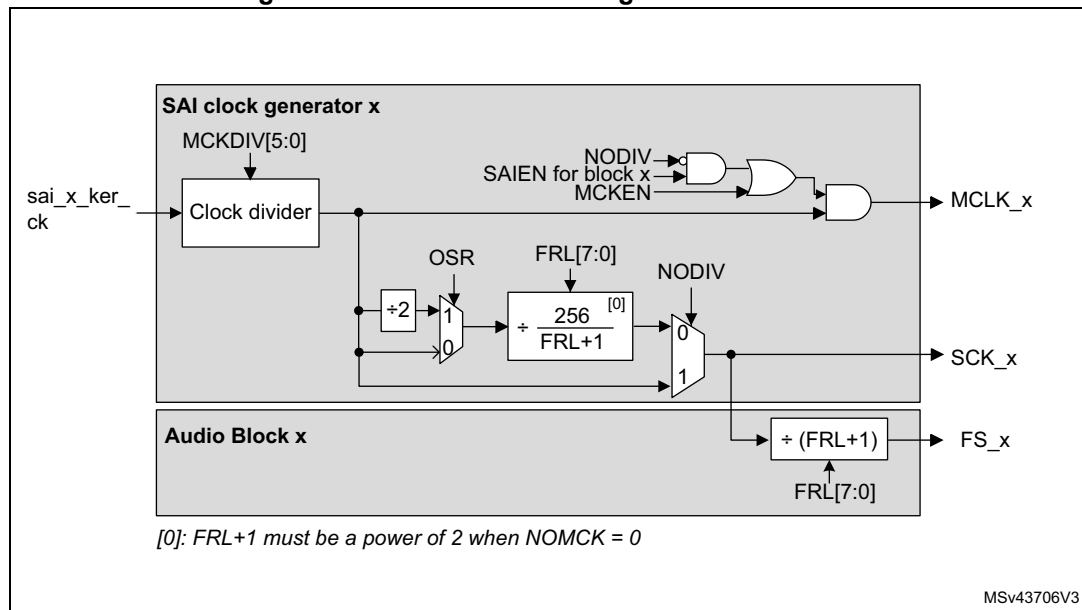 SAI clock generator x
MCKDIV[5:0]
NODIV
SAIEN for block x
MCKEN
sai_x_ker_
ck
Clock divider
MCLK_x
OSR
FRL[7:0]
NODIV
÷2
1
0
÷ 256
FRL+1
[0]
0
1
SCK_x
Audio Block x
÷ (FRL+1)
FS_x
FRL[7:0]
[0]: FRL+1 must be a power of 2 when NOMCK = 0
MSv43706V3